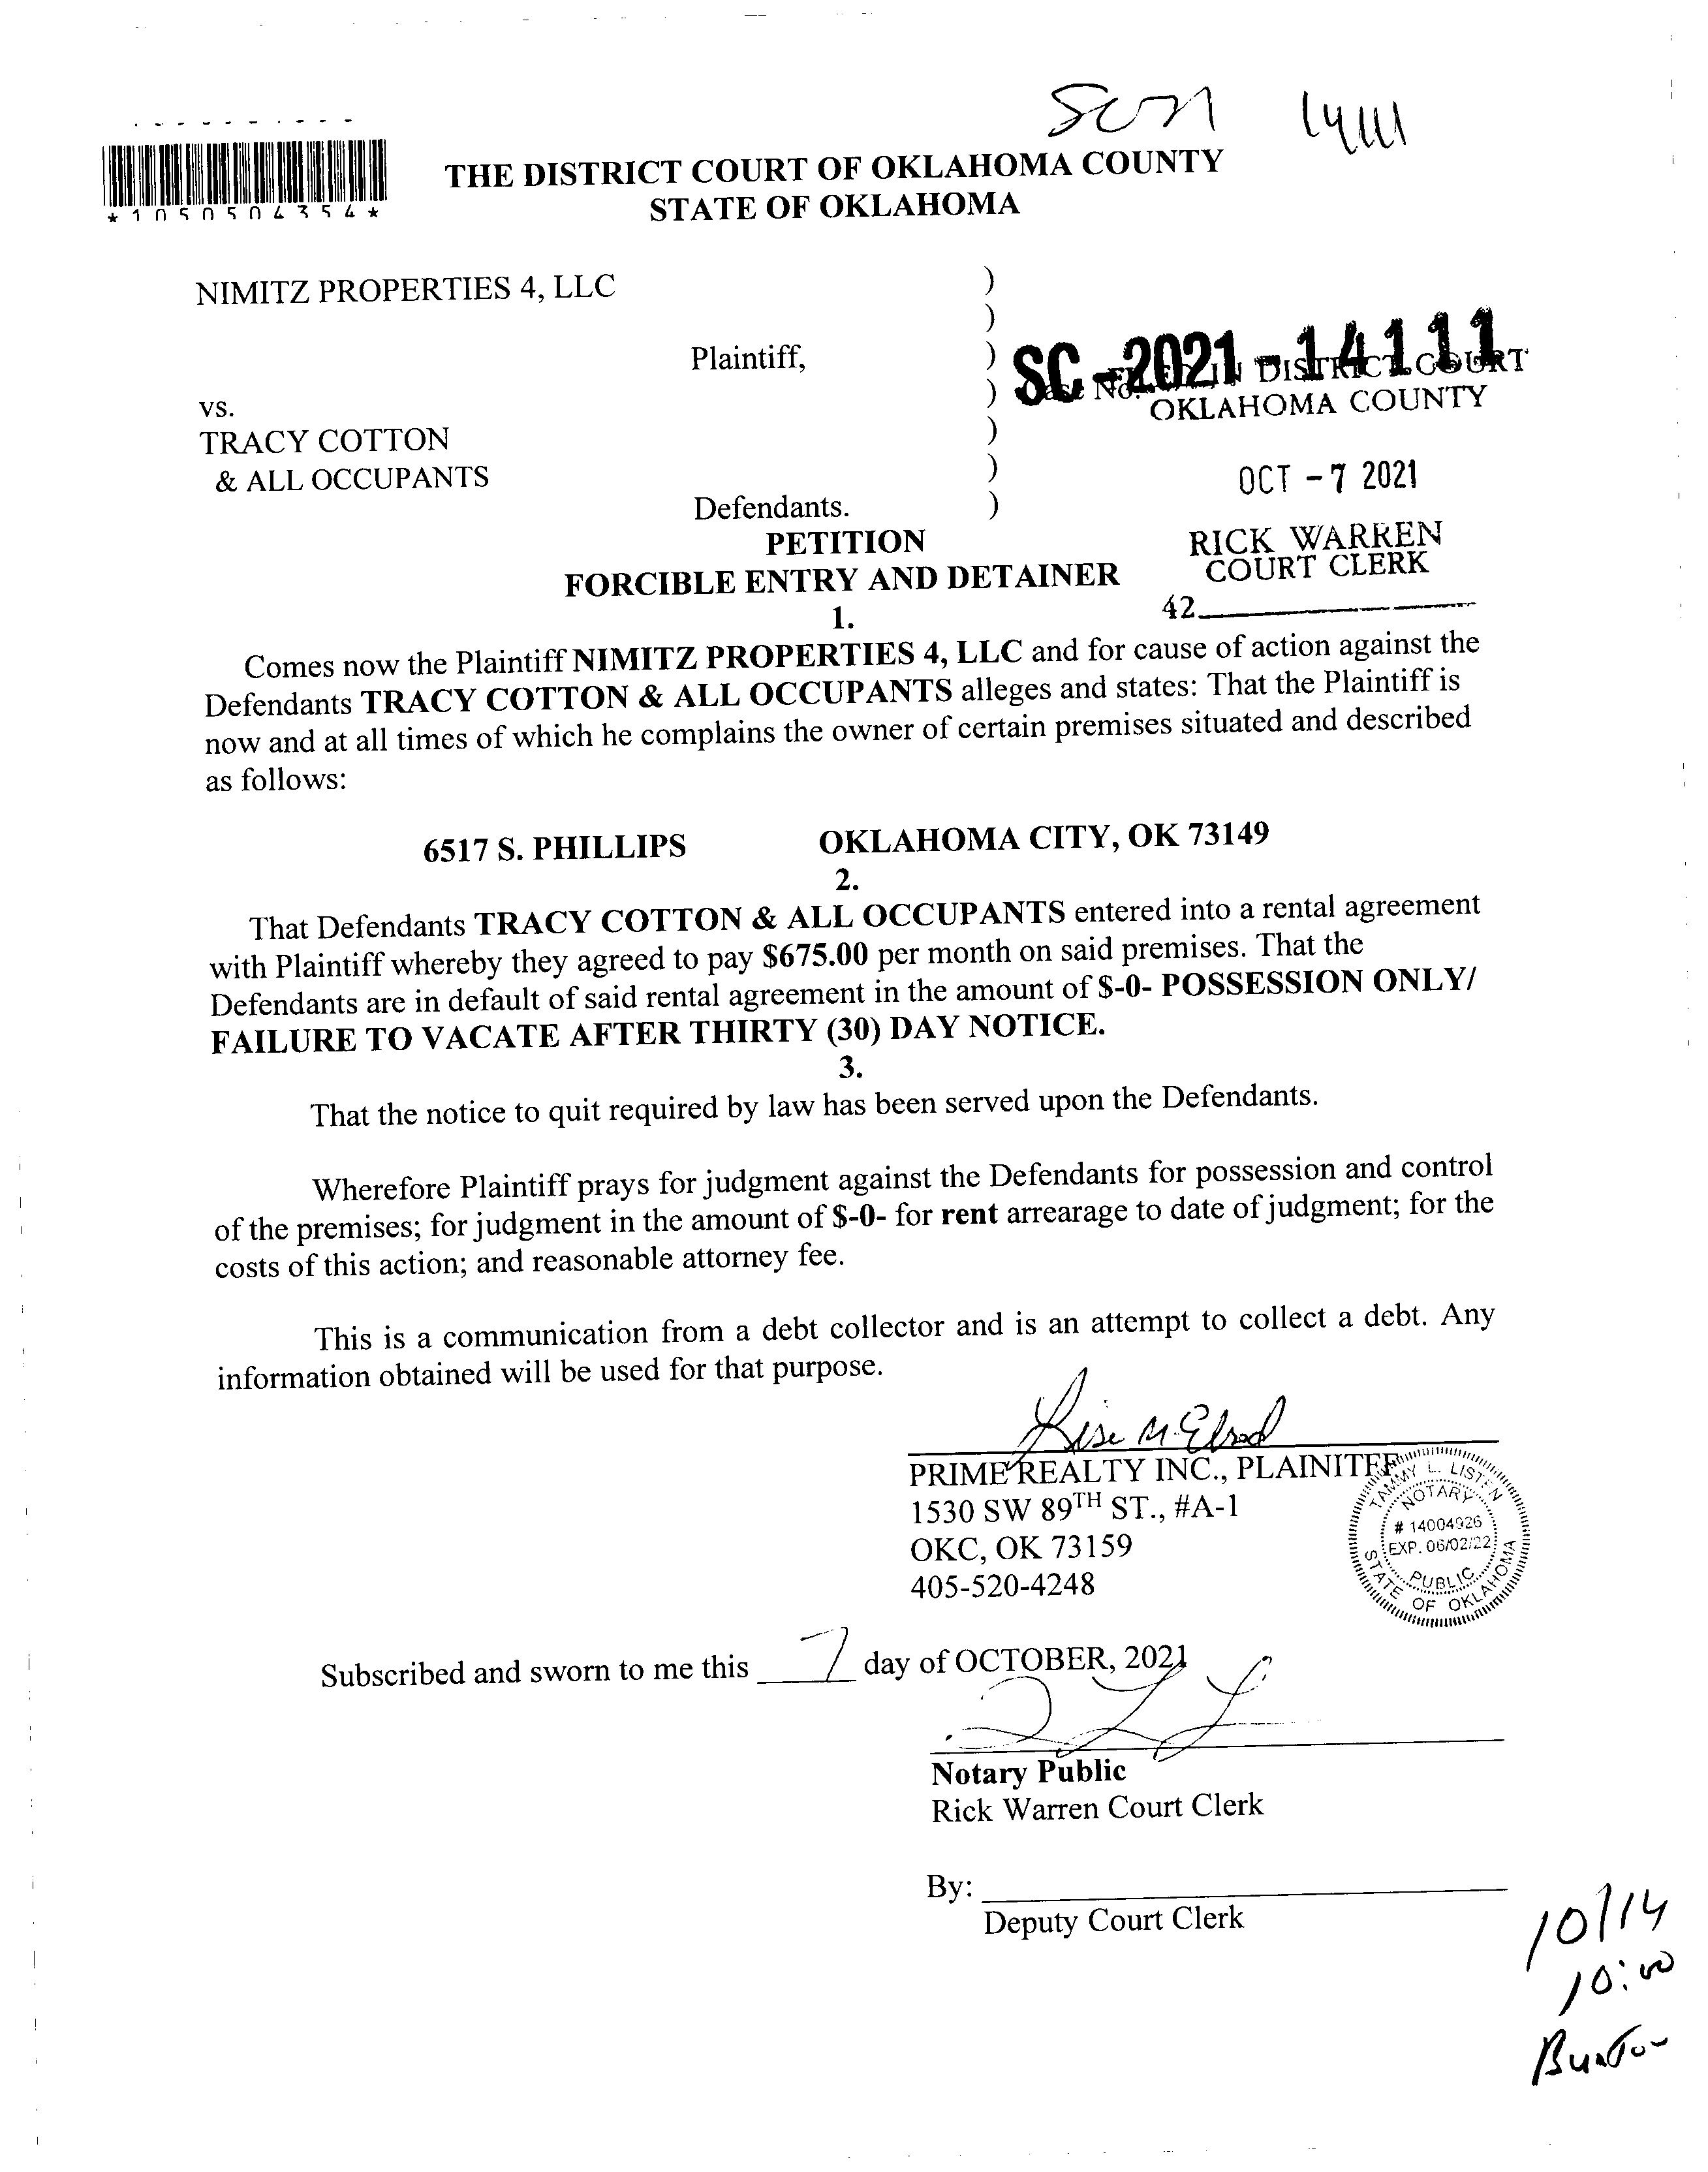 14111
*1050504354*
THE DISTRICT COURT OF OKLAHOMA COUNTY
STATE OF OKLAHOMA
NIMITZ PROPERTIES 4, LLC )
)
Plaintiff, )
SC-2021-14111
No. IN DISTRICT COURT
OKLAHOMA COUNTY
vs. )
TRACY COTTON )
& ALL OCCUPANTS )
OCT -7 2021
Defendants. )
PETITION
RICK WARREN
COURT CLERK
FORCIBLE ENTRY AND DETAINER
42
1.
Comes now the Plaintiff NIMITZ PROPERTIES 4, LLC and for cause of action against the
Defendants TRACY COTTON & ALL OCCUPANTS alleges and states: That the Plaintiff is
now and at all times of which he complains the owner of certain premises situated and described
as follows:
6517 S. PHILLIPS OKLAHOMA CITY, OK 73149
2.
That Defendants TRACY COTTON & ALL OCCUPANTS entered into a rental agreement
with Plaintiff whereby they agreed to pay $675.00 per month on said premises. That the
Defendants are in default of said rental agreement in the amount of $-0- POSSESSION ONLY/
FAILURE TO VACATE AFTER THIRTY (30) DAY NOTICE.
3.
That the notice to quit required by law has been served upon the Defendants.
Wherefore Plaintiff prays for judgment against the Defendants for possession and control
of the premises; for judgment in the amount of $-0- for rent arrearage to date of judgment; for the
costs of this action; and reasonable attorney fee.
This is a communication from a debt collector and is an attempt to collect a debt. Any
information obtained will be used for that purpose.
PRIME REALTY INC., PLAINITFF
1530 SW 89TH ST., #A-1
OKC, OK 73159
405-520-4248
TAMMY L. LISTEN
NOTARY
# 14004926
EXP. 06/02/22
PUBLIC
STATE OF OKLAHOMA
Subscribed and sworn to me this 7 day of OCTOBER, 2021
Notary Public
Rick Warren Court Clerk
By:
Deputy Court Clerk
10/14
10:00